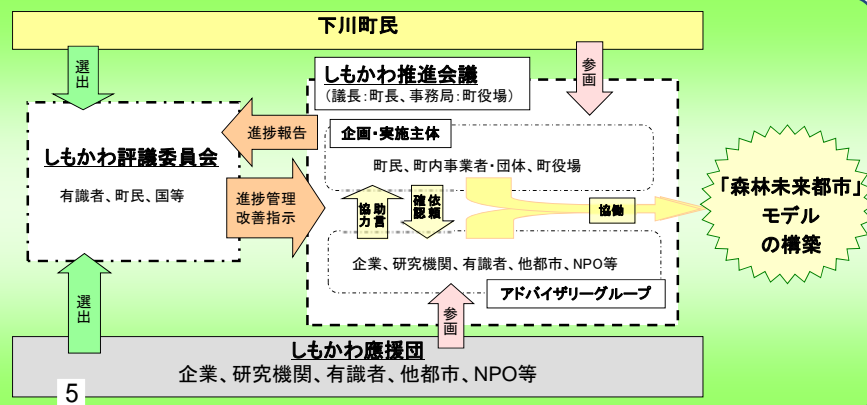 下川町民
選出
参画
しもかわ推進会議
（議長：町長、事務局：町役場）
進捗報告
企画・実施主体
しもかわ評議委員会
町民、町内事業者・団体、町役場
有識者、町民、国等
進捗管理
改善指示
助言
協力
依頼
確認
協働
「森林未来都市」
モデル
の構築
企業、研究機関、有識者、他都市、NPO等
アドバイザリーグループ
選出
参画
しもかわ應援団
企業、研究機関、有識者、他都市、NPO等
5